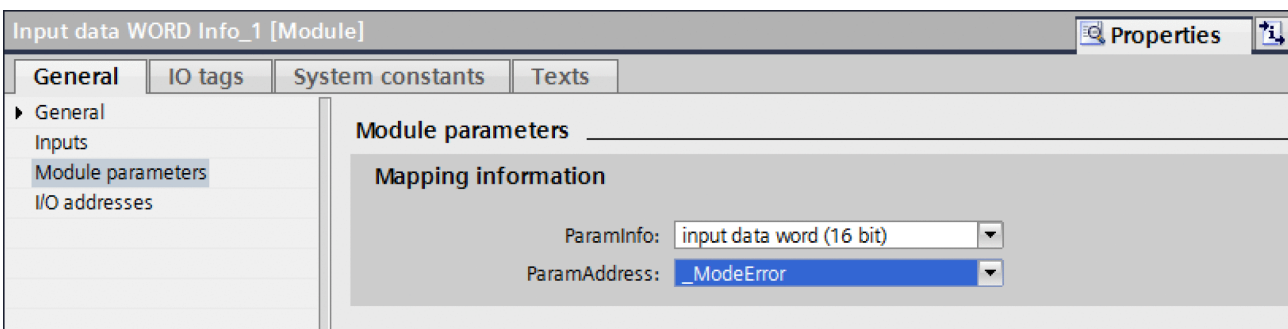 Input data WORD Info_1 [Module]
Properties
General
IO tags
System constants
Texts
General
Inputs
Module parameters
I/O addresses
Module parameters
Mapping information
ParamInfo: input data word (16 bit)
ParamAddress: _ModeError